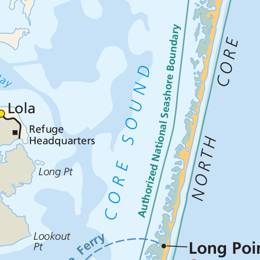 CORE SOUND
Authorized National Seashore Boundary
NORTH CORE
Lola
Refuge
Headquarters
Long Pt
Lookout
Pt
Ferry
Long Poin